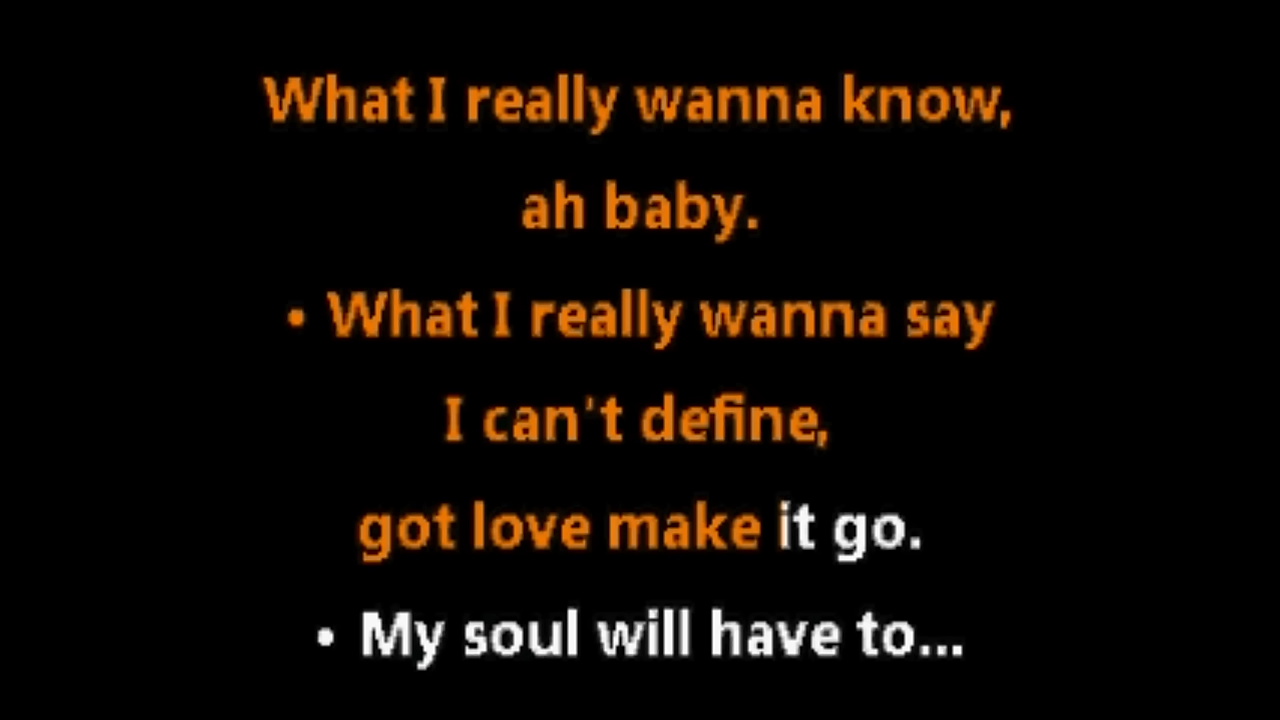 What I really wanna know,
ah baby.
• What I really wanna say
I can't define,
got love make it go.
• My soul will have to...